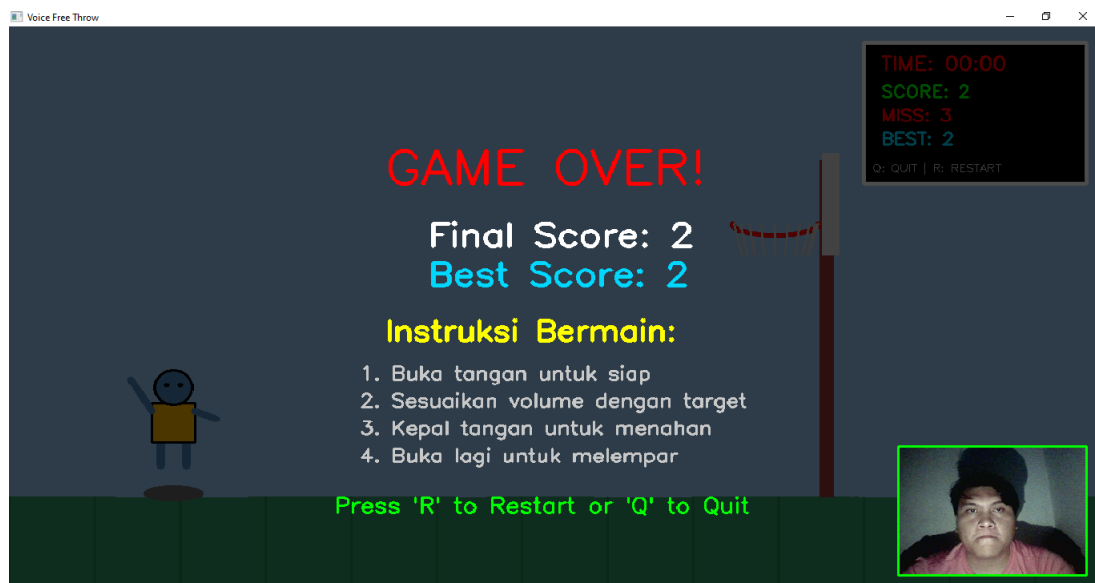 Voice Free Throw
TIME: 00:00
SCORE: 2
MISS: 3
BEST: 2
Q: QUIT | R: RESTART
GAME OVER!
Final Score: 2
Best Score: 2
Instruksi Bermain:
1. Buka tangan untuk siap
2. Sesuaikan volume dengan target
3. Kepal tangan untuk menahan
4. Buka lagi untuk melempar
Press 'R' to Restart or 'Q' to Quit